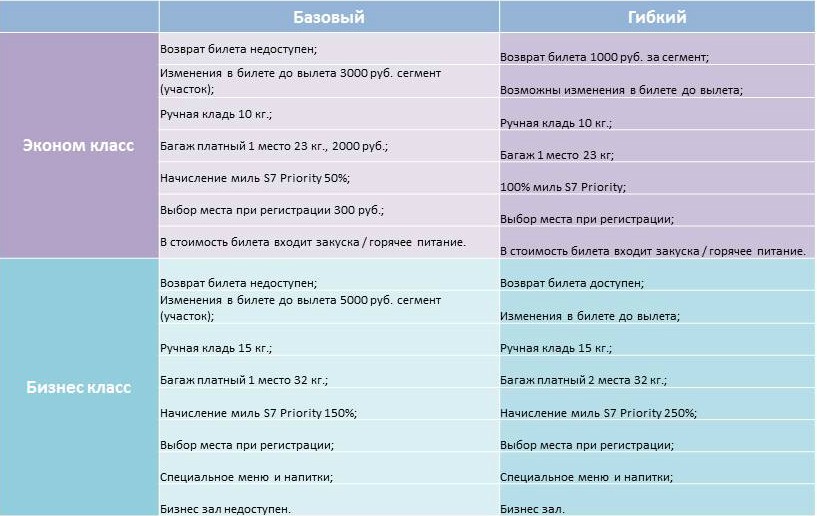 Базовый Гибкий
Эконом класс
Возврат билета недоступен;
Изменения в билете до вылета 3000 руб. сегмент
(участок);
Ручная кладь 10 кг.;
Багаж платный 1 место 23 кг., 2000 руб.;
Начисление миль S7 Priority 50%;
Выбор места при регистрации 300 руб.;
В стоимость билета входит закуска / горячее питание.
Возврат билета 1000 руб. за сегмент;
Возможны изменения в билете до вылета;
Ручная кладь 10 кг.;
Багаж 1 место 23 кг;
100% миль S7 Priority;
Выбор места при регистрации;
В стоимость билета входит закуска / горячее питание.
Бизнес класс
Возврат билета недоступен;
Изменения в билете до вылета 5000 руб. сегмент
(участок);
Ручная кладь 15 кг.;
Багаж платный 1 место 32 кг.;
Начисление миль S7 Priority 150%;
Выбор места при регистрации;
Специальное меню и напитки;
Бизнес зал недоступен.
Возврат билета доступен;
Изменения в билете до вылета;
Ручная кладь 15 кг.;
Багаж платный 2 места 32 кг.;
Начисление миль S7 Priority 250%;
Выбор места при регистрации;
Специальное меню и напитки;
Бизнес зал.